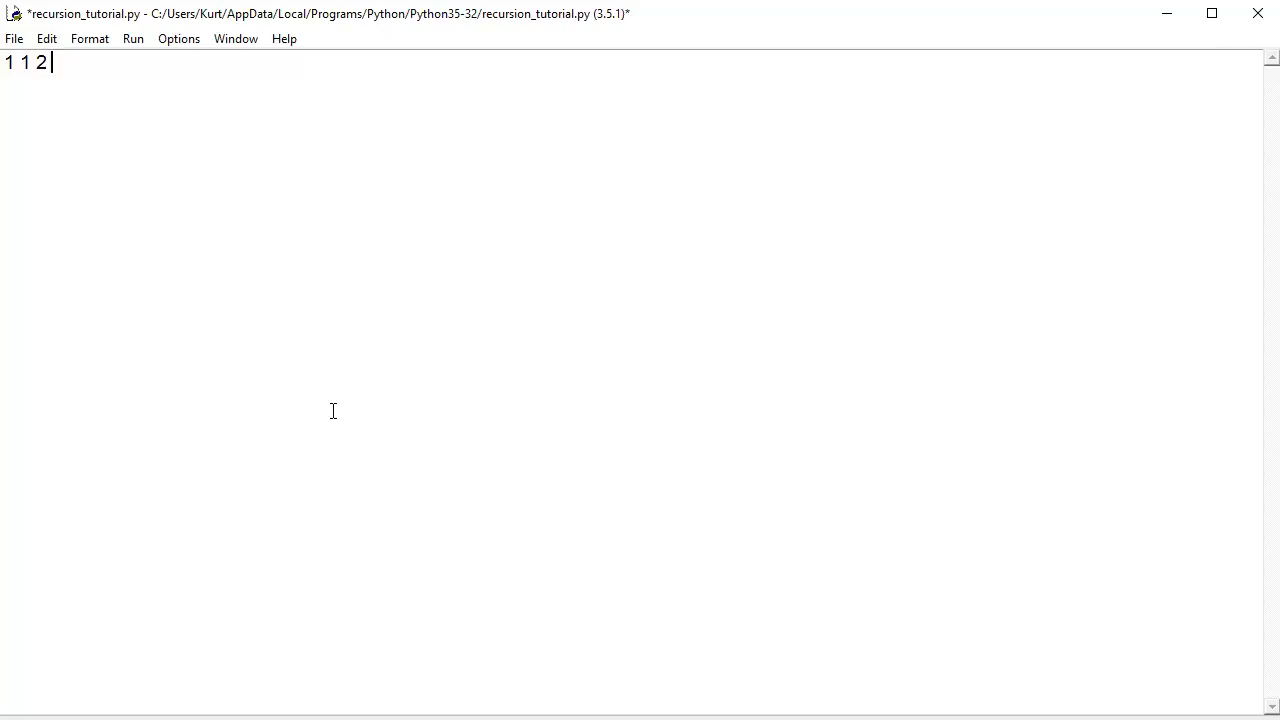 *recursion_tutorial.py - C:/Users/Kurt/AppData/Local/Programs/Python/Python35-32/recursion_tutorial.py (3.5.1)*
File Edit Format Run Options Window Help
1 1 2